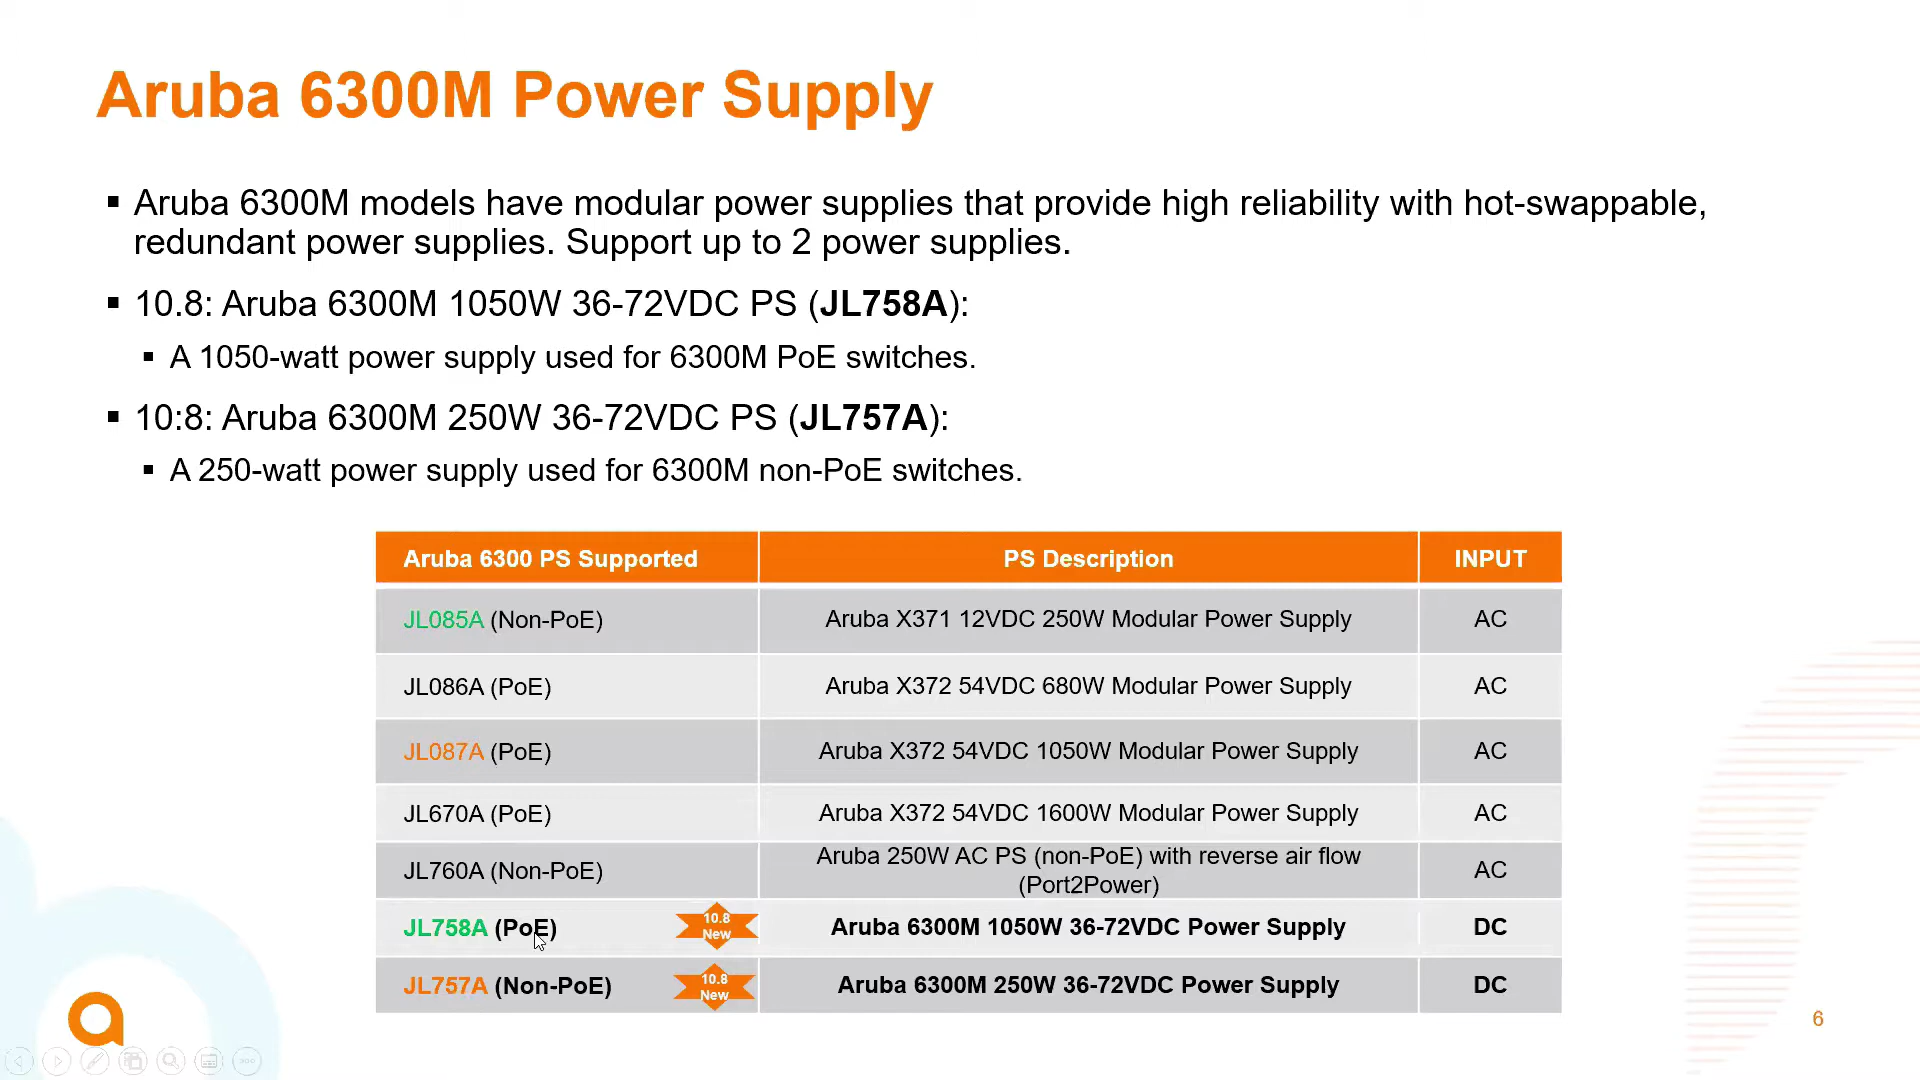 Aruba 6300M Power Supply
▪ Aruba 6300M models have modular power supplies that provide high reliability with hot-swappable,
redundant power supplies. Support up to 2 power supplies.
▪ 10.8: Aruba 6300M 1050W 36-72VDC PS (JL758A):
▪ A 1050-watt power supply used for 6300M PoE switches.
▪ 10:8: Aruba 6300M 250W 36-72VDC PS (JL757A):
▪ A 250-watt power supply used for 6300M non-PoE switches.
Aruba 6300 PS Supported PS Description INPUT
JL085A (Non-PoE) Aruba X371 12VDC 250W Modular Power Supply AC
JL086A (PoE) Aruba X372 54VDC 680W Modular Power Supply AC
JL087A (PoE) Aruba X372 54VDC 1050W Modular Power Supply AC
JL670A (PoE) Aruba X372 54VDC 1600W Modular Power Supply AC
JL760A (Non-PoE) Aruba 250W AC PS (non-PoE) with reverse air flow
(Port2Power) AC
JL758A (PoE) 10.8
New Aruba 6300M 1050W 36-72VDC Power Supply DC
JL757A (Non-PoE) 10.8
New Aruba 6300M 250W 36-72VDC Power Supply DC
6